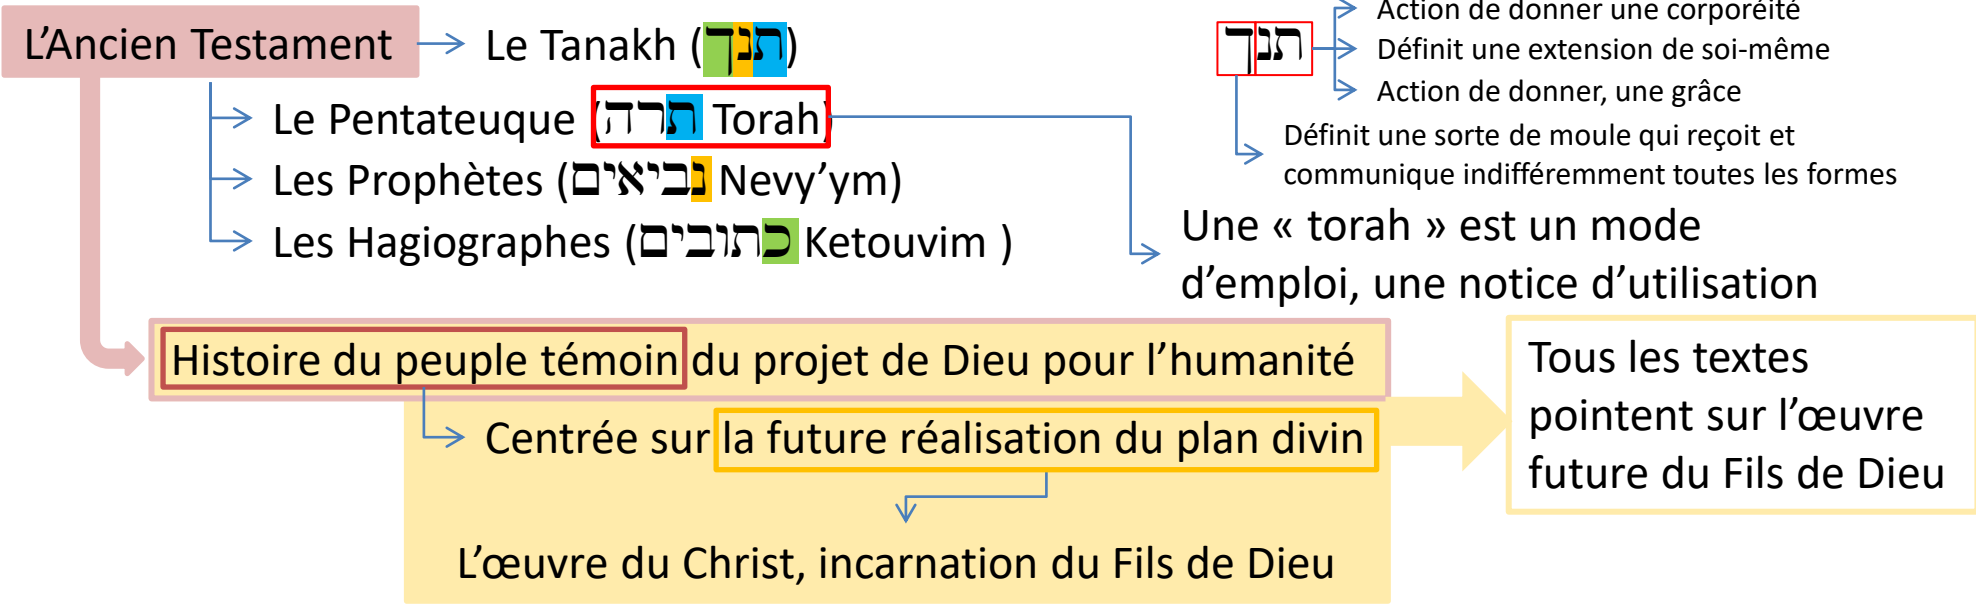 L’Ancien Testament
Le Tanakh (תנך)
Le Pentateuque (תרה Torah)
Les Prophètes (נביאים Nevy’ym)
Les Hagiographes (כתובים Ketouvim )
תנך
Action de donner une corporéité
Définit une extension de soi-même
Action de donner, une grâce
Définit une sorte de moule qui reçoit et
communique indifféremment toutes les formes
Une « torah » est un mode
d’emploi, une notice d’utilisation
Histoire du peuple témoin du projet de Dieu pour l’humanité
Centrée sur la future réalisation du plan divin
L’œuvre du Christ, incarnation du Fils de Dieu
Tous les textes
pointent sur l’œuvre
future du Fils de Dieu